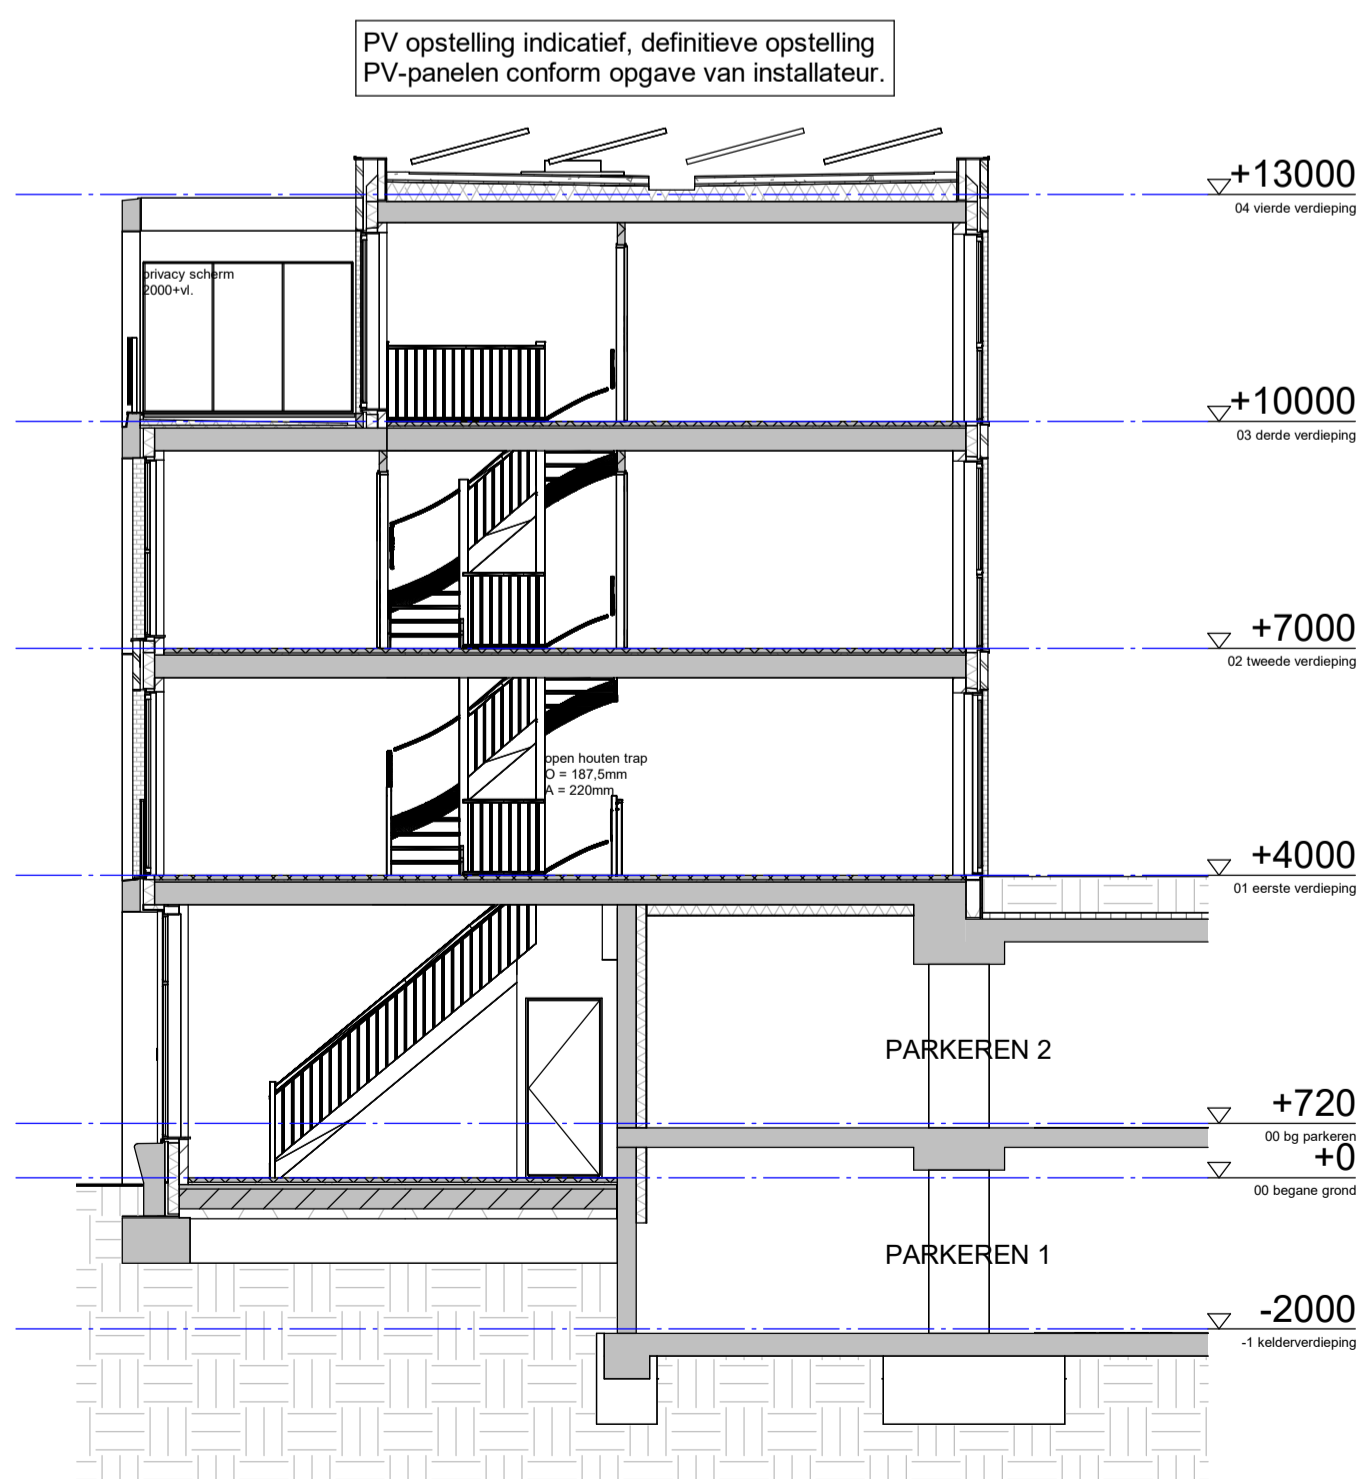 PV opstelling indicatief, definitieve opstelling
PV-panelen conform opgave van installateur.
+13000
04 vierde verdieping
privacy scherm
2000+vl.
+10000
03 derde verdieping
+7000
02 tweede verdieping
open houten trap
O = 187,5mm
A = 220mm
+4000
01 eerste verdieping
PARKEREN 2
+720
00 bg parkeren
+0
00 begane grond
PARKEREN 1
-2000
-1 kelderverdieping